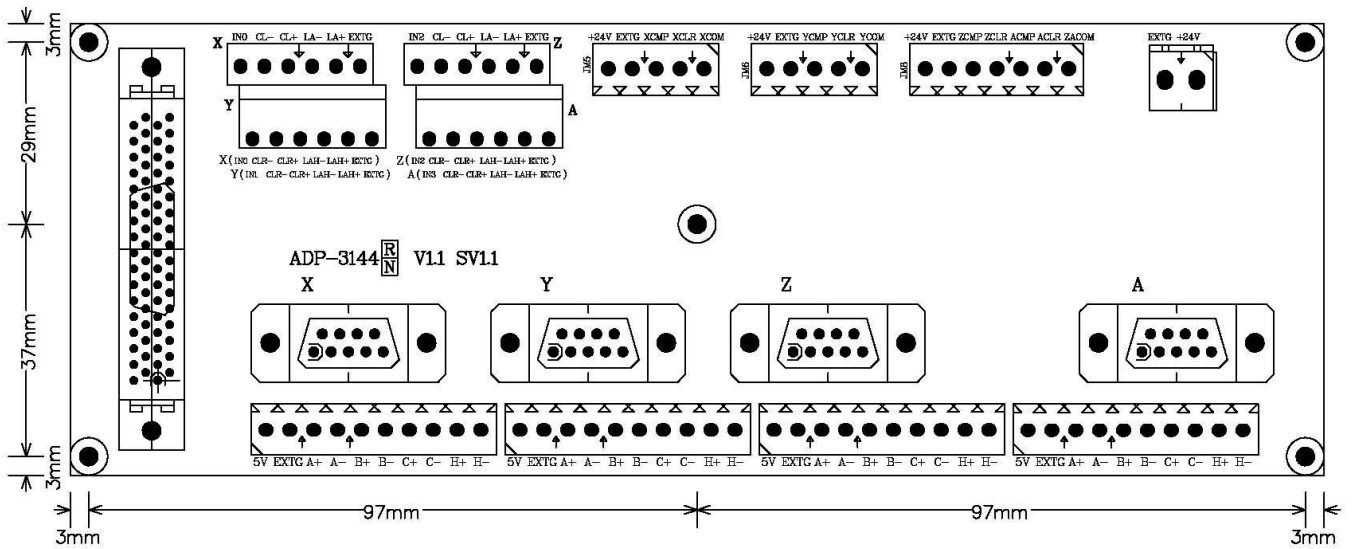 3mm
X IN0 CL- CL+ LA- LA+ EXTG
IN2 CL- CL+ LA- LA+ EXTG Z
+24V EXTG XCMP XCLR XCOM
+24V EXTG YCMP YCLR YCOM
+24V EXTG ZCMP ZCLR ACMP ACLR ZACOM
EXTG +24V
JM5
JM6
JM8
Y
A
29mm
X(IN0 CLR- CLR+ LAH- LAH+ EXTG)
Y(IN1 CLR- CLR+ LAH- LAH+ EXTG)
Z(IN2 CLR- CLR+ LAH- LAH+ EXTG)
A(IN3 CLR- CLR+ LAH- LAH+ EXTG)
ADP-3144 R/N V1.1 SV1.1
X
Y
Z
A
37mm
5V EXTG A+ A- B+ B- C+ C- H+ H-
5V EXTG A+ A- B+ B- C+ C- H+ H-
5V EXTG A+ A- B+ B- C+ C- H+ H-
5V EXTG A+ A- B+ B- C+ C- H+ H-
3mm
97mm
97mm
3mm
3mm